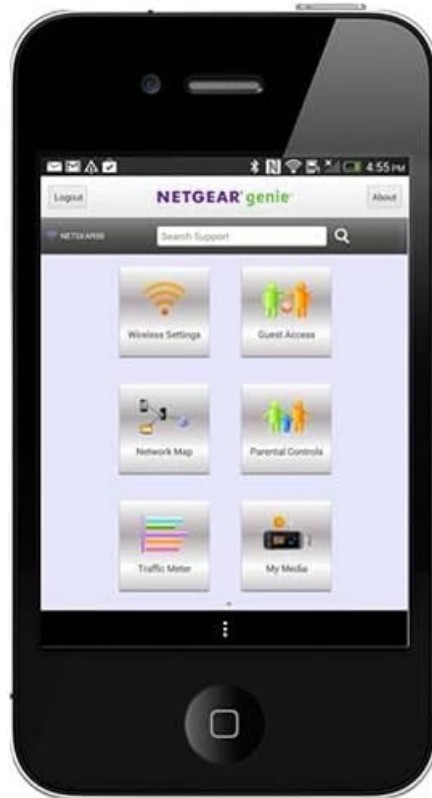 4:55 PM
Logout
NETGEAR® genie™
About
Search Support
Wireless Settings
Guest Access
Network Map
Parental Controls
Traffic Meter
My Media